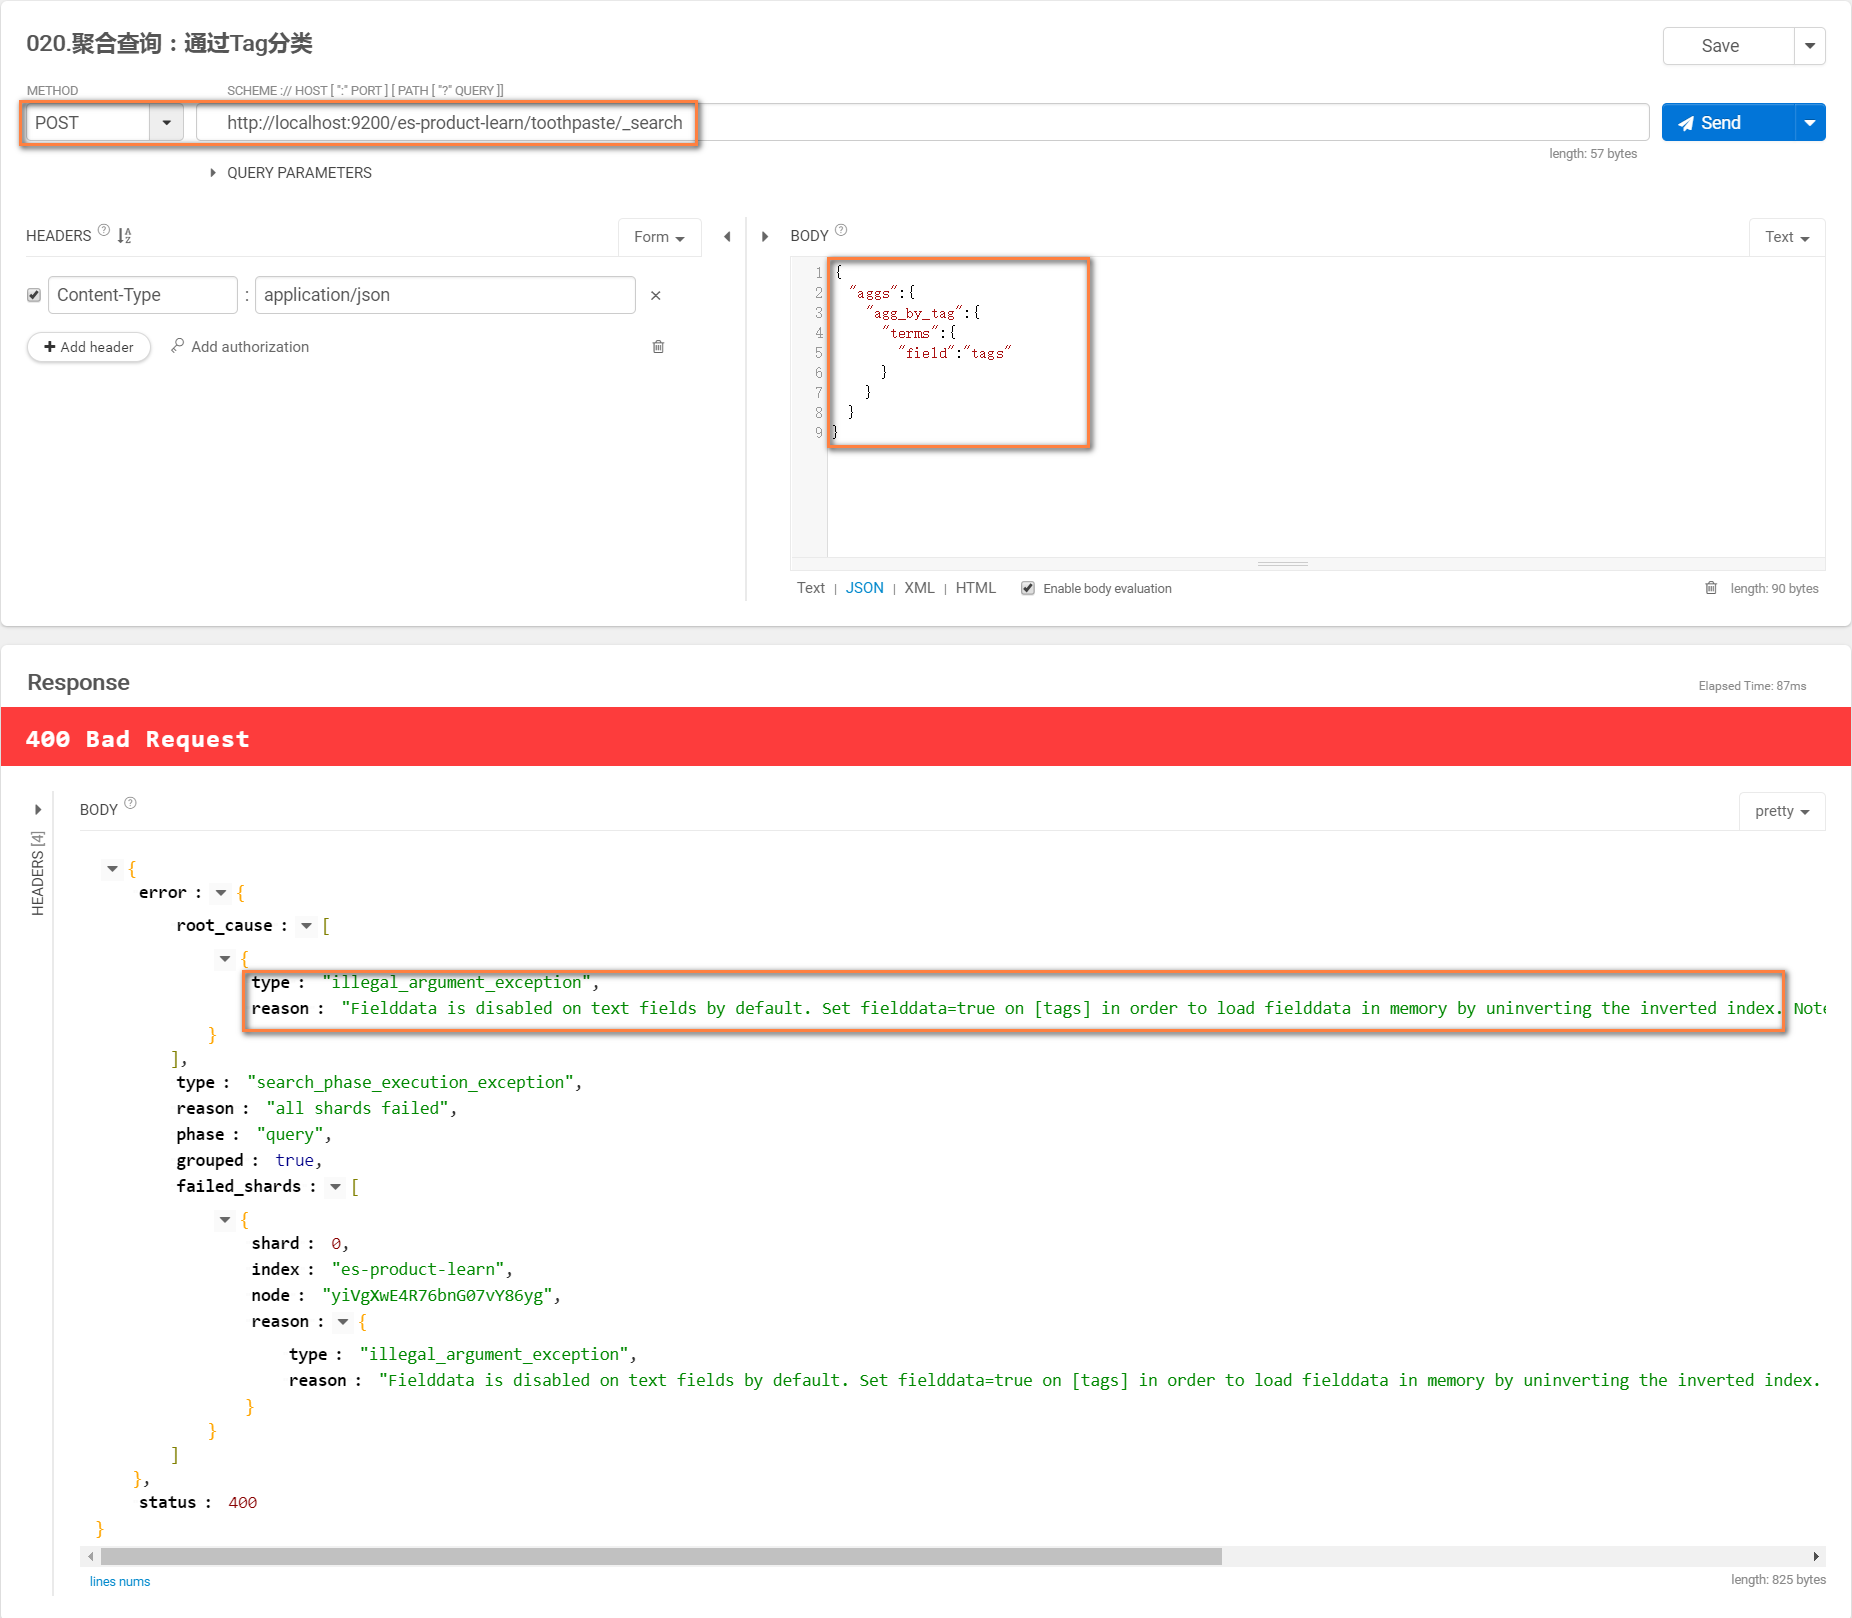 020.聚合查询：通过Tag分类
Save
METHOD
SCHEME :// HOST [ ":" PORT ] [ PATH [ "?" QUERY ]]
POST
http://localhost:9200/es-product-learn/toothpaste/_search
Send
length: 57 bytes
QUERY PARAMETERS
HEADERS ?
Form
BODY ?
Text
Content-Type : application/json ×
+ Add header
Add authorization
1 {
2 "aggs":{
3 "agg_by_tag":{
4 "terms":{
5 "field":"tags"
6 }
7 }
8 }
9 }
Text | JSON | XML | HTML
Enable body evaluation
length: 90 bytes
Response
Elapsed Time: 87ms
400 Bad Request
HEADERS [4]
BODY ?
pretty
{
error : {
root_cause : [
{
type : "illegal_argument_exception",
reason : "Fielddata is disabled on text fields by default. Set fielddata=true on [tags] in order to load fielddata in memory by uninverting the inverted index. Note
}
],
type : "search_phase_execution_exception",
reason : "all shards failed",
phase : "query",
grouped : true,
failed_shards : [
{
shard : 0,
index : "es-product-learn",
node : "yiVgXwE4R76bnG07vY86yg",
reason : {
type : "illegal_argument_exception",
reason : "Fielddata is disabled on text fields by default. Set fielddata=true on [tags] in order to load fielddata in memory by uninverting the inverted index.
}
}
]
},
status : 400
}
lines nums
length: 825 bytes